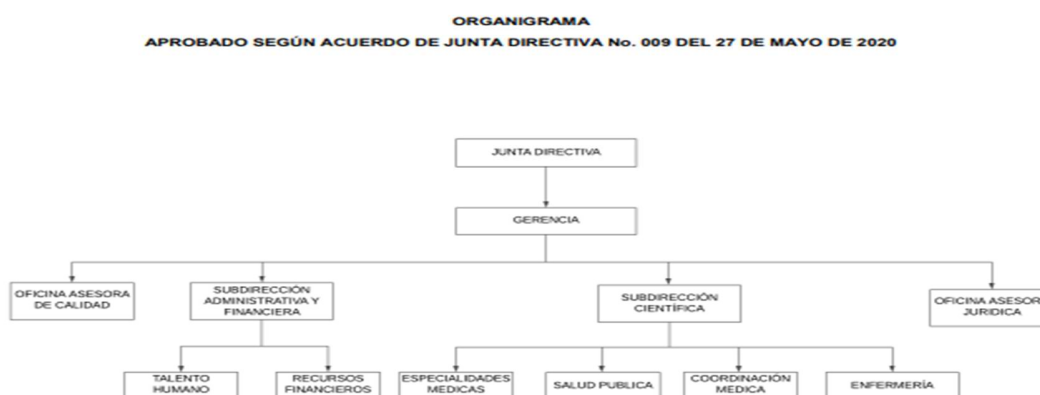 ORGANIGRAMA
APROBADO SEGÚN ACUERDO DE JUNTA DIRECTIVA No. 009 DEL 27 DE MAYO DE 2020
JUNTA DIRECTIVA
GERENCIA
OFICINA ASESORA
DE CALIDAD
SUBDIRECCIÓN
ADMINISTRATIVA Y
FINANCIERA
SUBDIRECCIÓN
CIENTÍFICA
OFICINA ASESOR
JURIDICA
TALENTO
HUMANO
RECURSOS
FINANCIEROS
ESPECIALIDADES
MEDICAS
SALUD PUBLICA
COORDINACIÓN
MEDICA
ENFERMERÍA